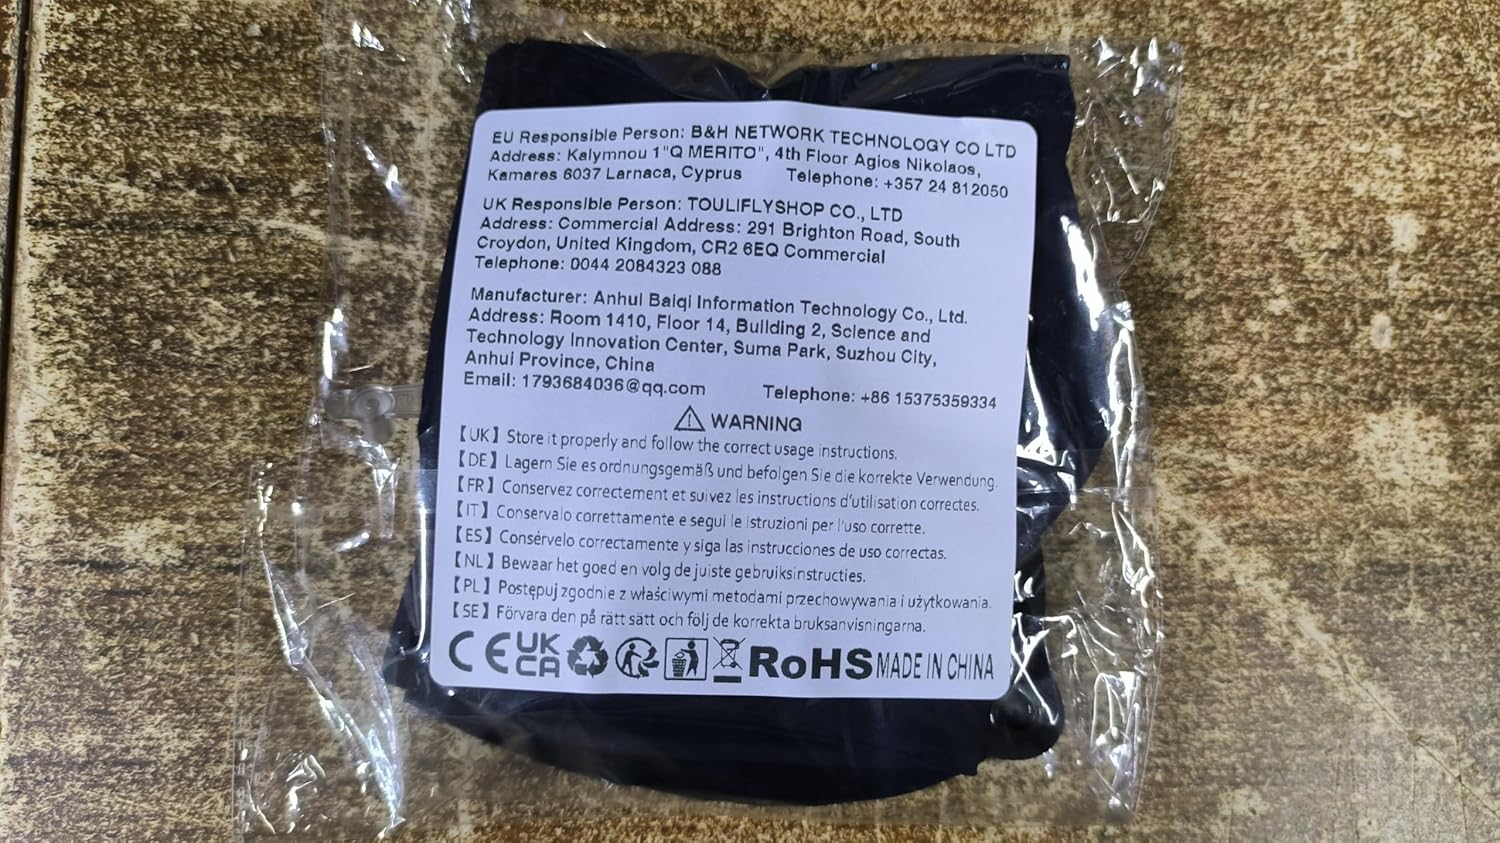 EU Responsible Person: B&H NETWORK TECHNOLOGY CO LTD
Address: Kalymnou 1"Q MERITO", 4th Floor Agios Nikolaos,
Kamares 6037 Larnaca, Cyprus Telephone: +357 24 812050
UK Responsible Person: TOULIFLYSHOP CO., LTD
Address: Commercial Address: 291 Brighton Road, South
Croydon, United Kingdom, CR2 6EQ Commercial
Telephone: 0044 2084323 088
Manufacturer: Anhui Baiqi Information Technology Co., Ltd.
Address: Room 1410, Floor 14, Building 2, Science and
Technology Innovation Center, Suma Park, Suzhou City,
Anhui Province, China
Email: 1793684036@qq.com Telephone: +86 15375359334
WARNING
【UK】Store it properly and follow the correct usage instructions.
【DE】Lagern Sie es ordnungsgemäß und befolgen Sie die korrekte Verwendung.
【FR】Conservez correctement et suivez les instructions d'utilisation correctes.
【IT】Conservalo correttamente e segui le istruzioni per l'uso corrette.
【ES】Consérvelo correctamente y siga las instrucciones de uso correctas.
【NL】Bewaar het goed en volg de juiste gebruiksinstructies.
【PL】Postępuj zgodnie z właściwymi metodami przechowywania i użytkowania.
【SE】Förvara den på rätt sätt och följ de korrekta bruksanvisningarna.
CE UK CA RoHS MADE IN CHINA